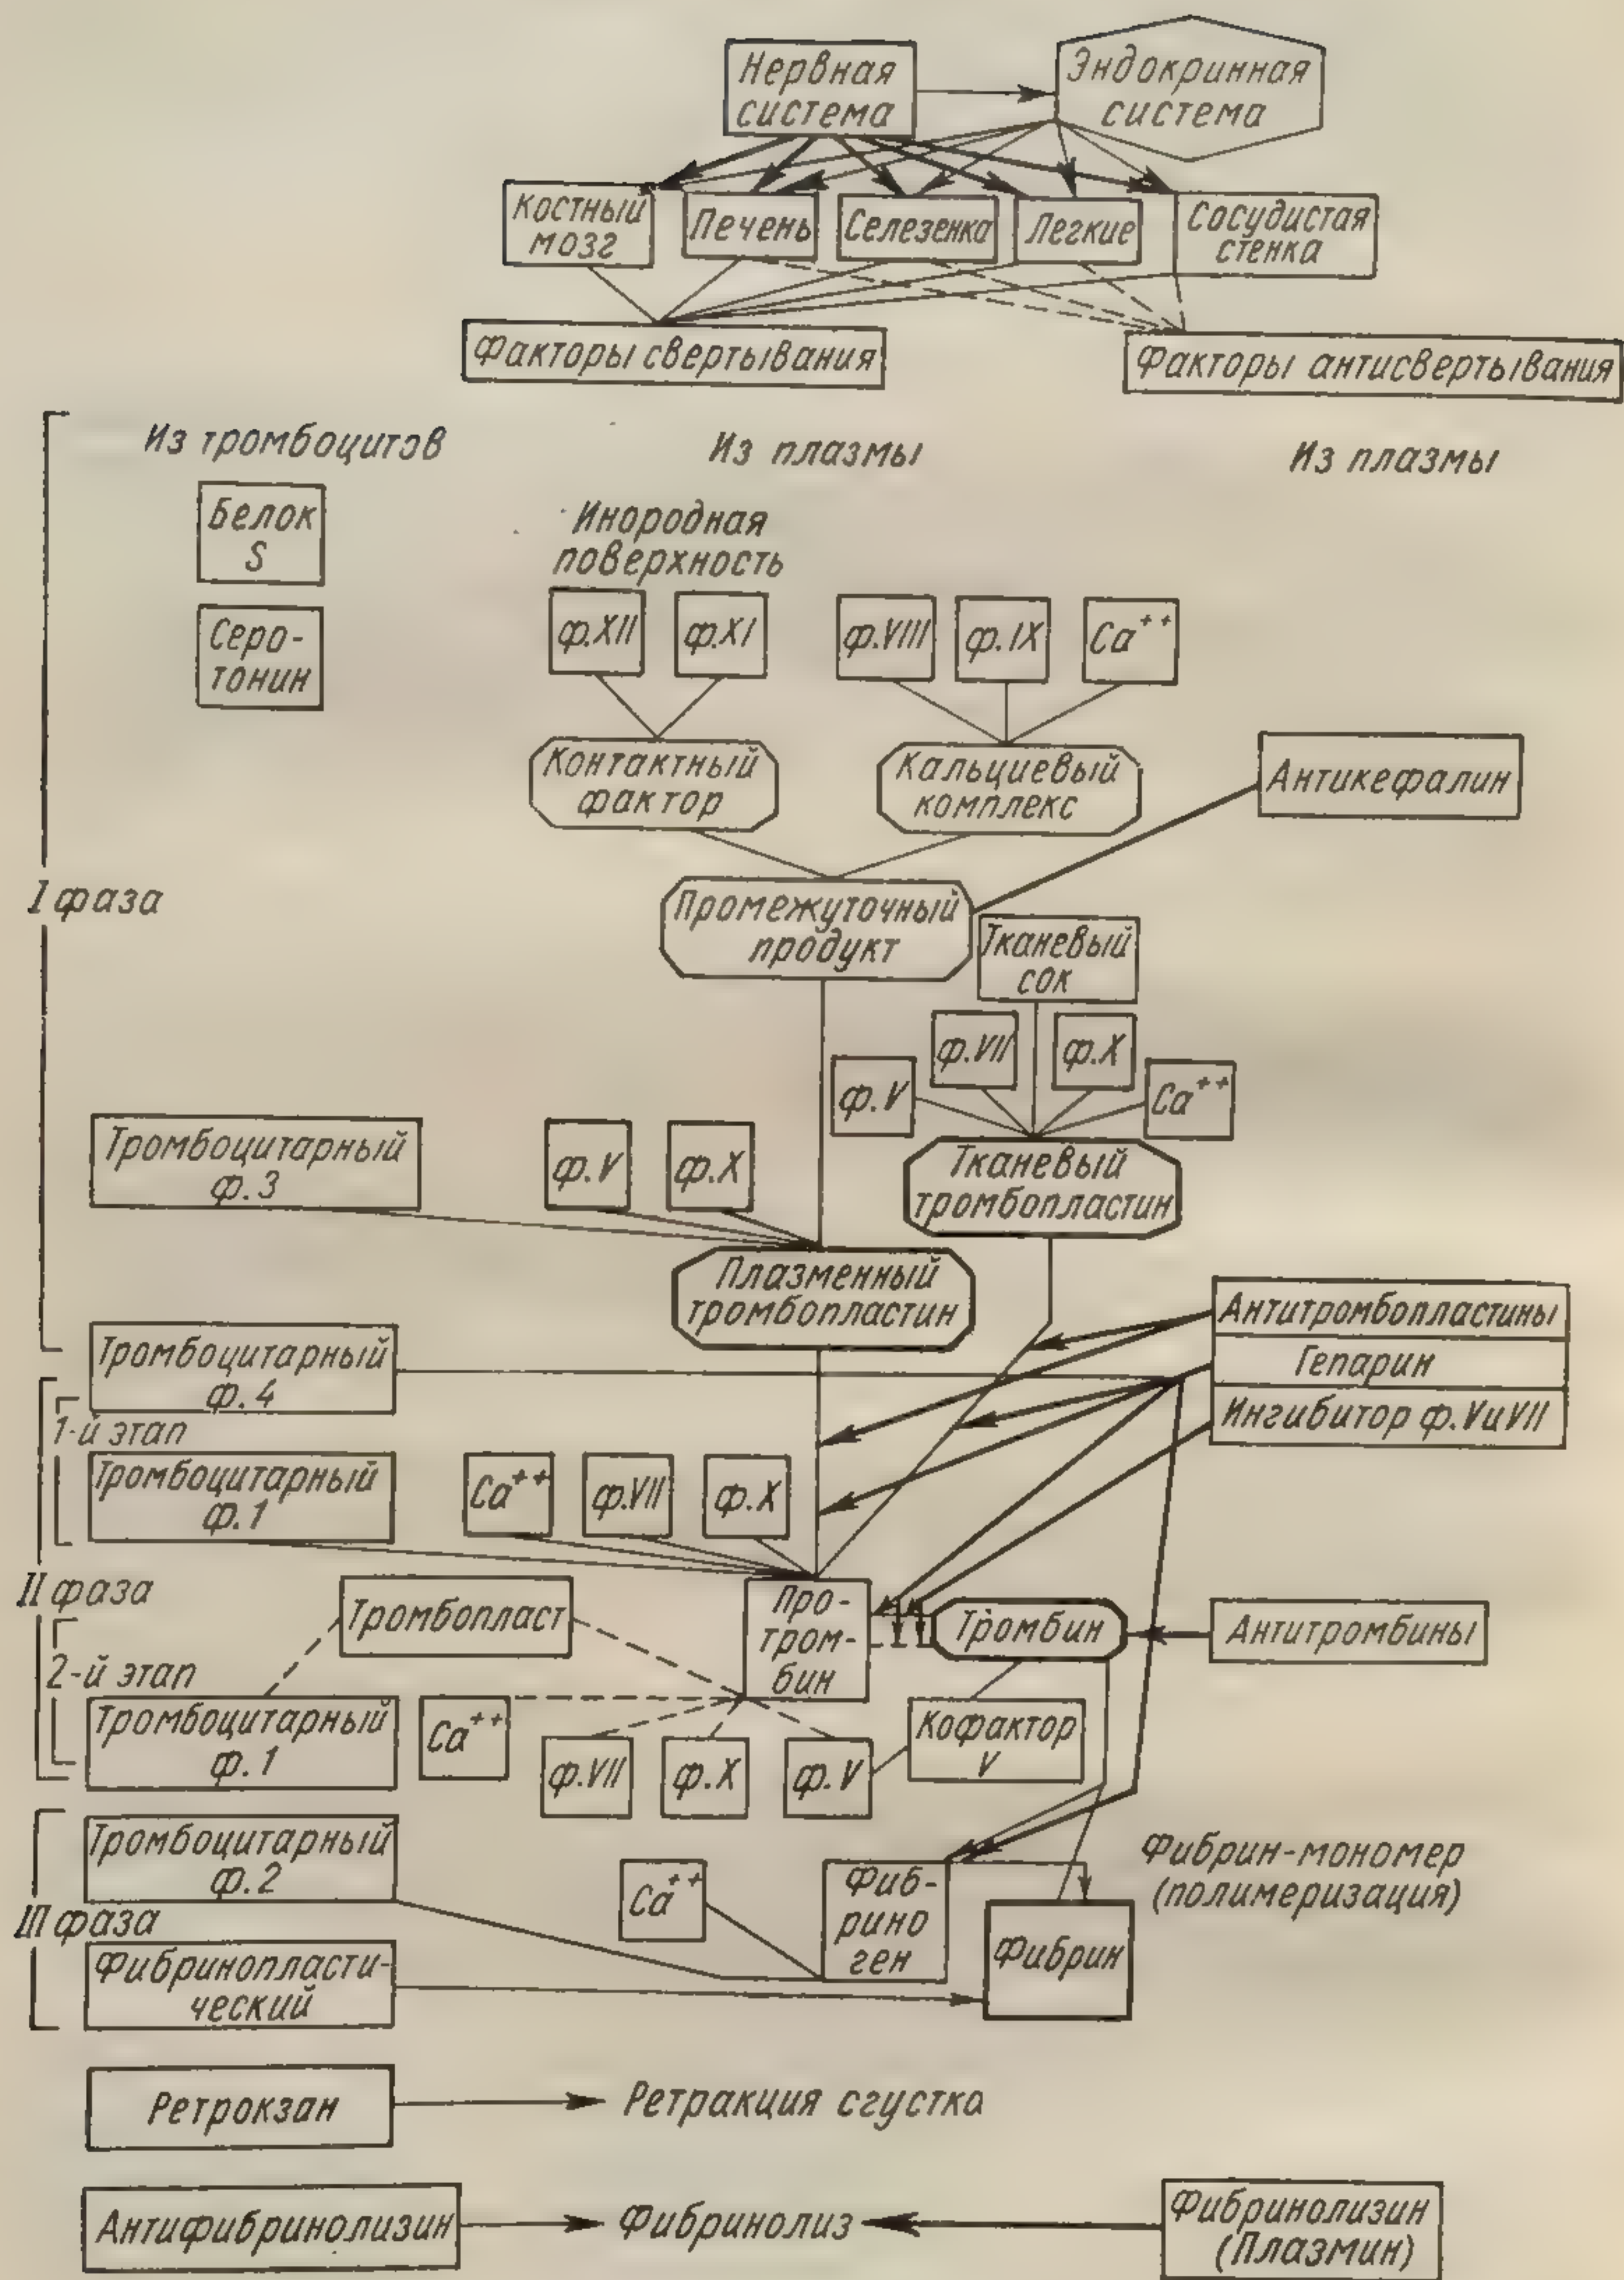 Нервная
система
Эндокринная
система
Костный
мозг
Печень
Селезенка
Легкие
Сосудистая
стенка
Факторы свертывания
Факторы антисвертывания
Из тромбоцитов
Из плазмы
Из плазмы
Белок
S
Инородная
поверхность
Серо-
тонин
ф.XII
ф.XI
ф.VIII
ф.IX
Ca++
Контактный
фактор
Кальциевый
комплекс
Антикефалин
I фаза
Промежуточный
продукт
Тканевый
сок
ф.VII
ф.X
ф.V
Ca++
Тромбоцитарный
ф.3
ф.V
ф.X
Тканевый
тромбопластин
Плазменный
тромбопластин
Антитромбопластины
Гепарин
Ингибитор ф.VиVII
Тромбоцитарный
ф.4
1-й этап
Тромбоцитарный
ф.1
Ca++
ф.VII
ф.X
II фаза
Тромбопласт
Про-
тром-
бин
Тромбин
Антитромбины
2-й этап
Тромбоцитарный
ф.1
Ca++
ф.VII
ф.X
ф.V
Кофактор
V
Тромбоцитарный
ф.2
Ca++
Фиб-
рино
ген
Фибрин-мономер
(полимеризация)
III фаза
Фибринопласти-
ческий
Фибрин
Ретрокзан
Ретракция сгустка
Антифибринолизин
Фибринолиз
Фибринолизин
(Плазмин)